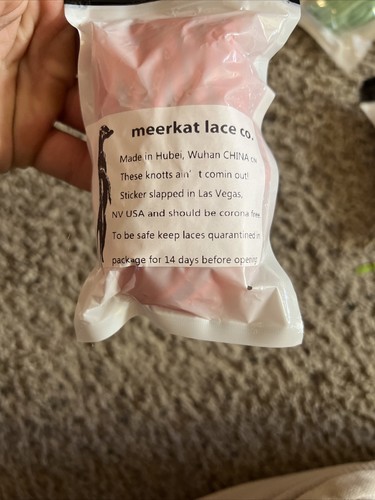 meerkat lace co.
Made in Hubei, Wuhan CHINA
These knotts ain't comin out!
Sticker slapped in Las Vegas,
NV USA and should be corona free
To be safe keep laces quarantined in
package for 14 days before opening